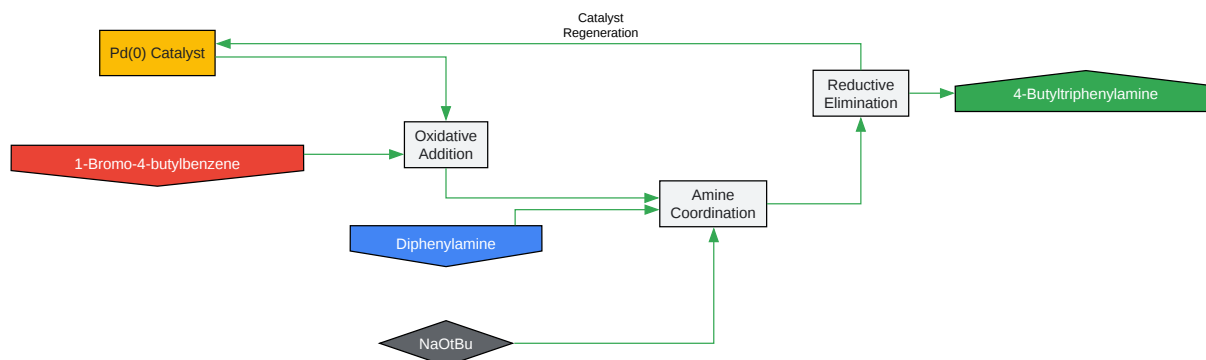 Catalyst
Regeneration
Pd(0) Catalyst
Reductive
Elimination
4-Butyltriphenylamine
Oxidative
Addition
1-Bromo-4-butylbenzene
Amine
Coordination
Diphenylamine
NaOtBu